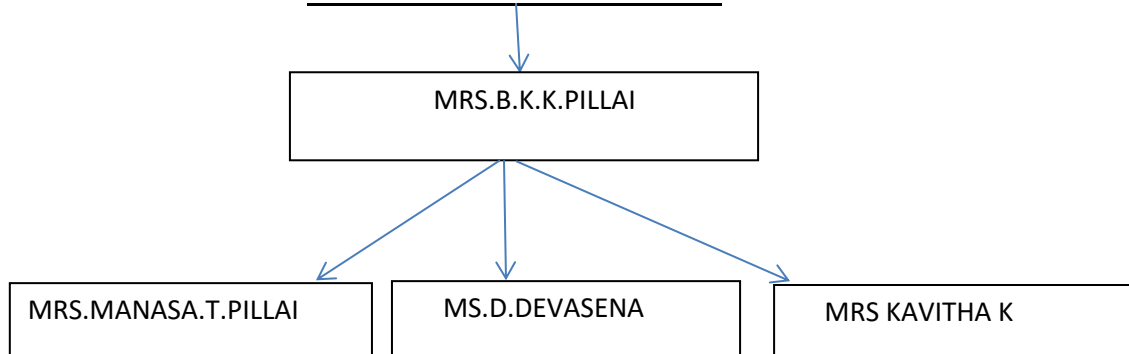 MRS.B.K.K.PILLAI
MRS.MANASA.T.PILLAI
MS.D.DEVASENA
MRS KAVITHA K